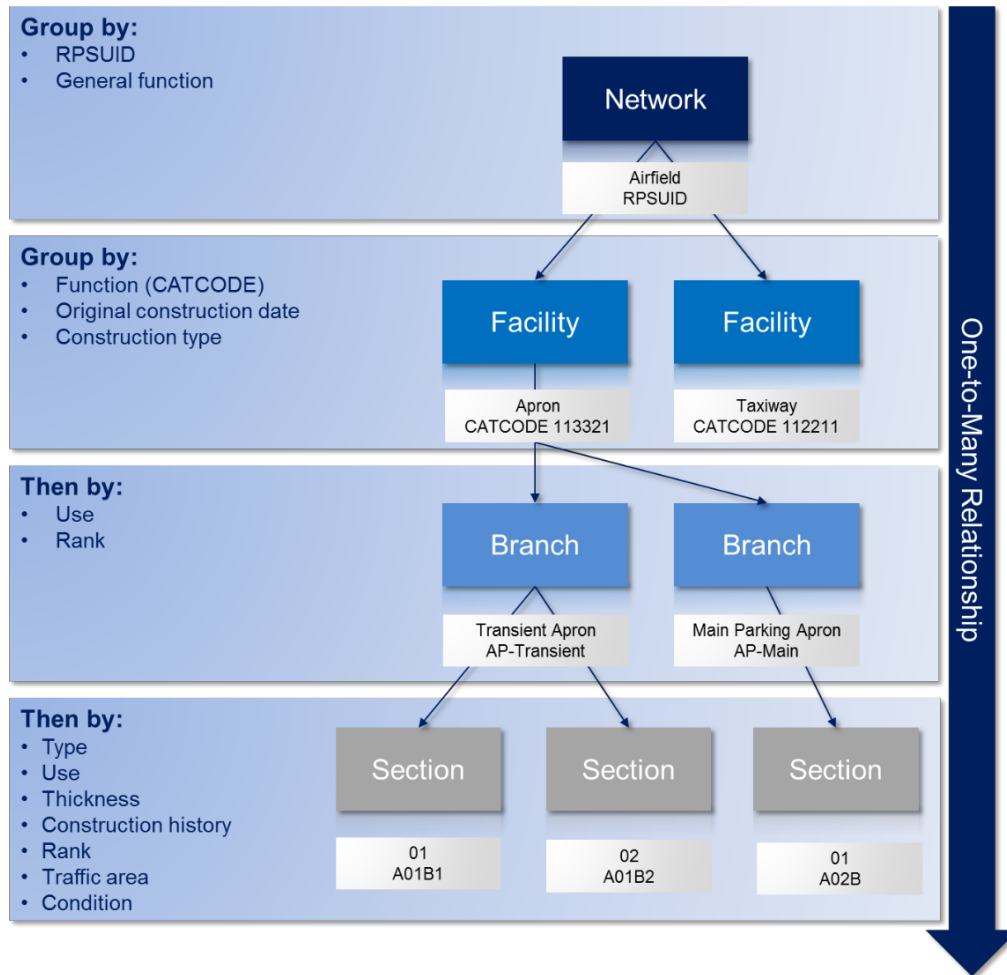 Group by:
• RPSUID
• General function
Network
Airfield
RPSUID
Group by:
• Function (CATCODE)
• Original construction date
• Construction type
Facility
Facility
Apron
CATCODE 113321
Taxiway
CATCODE 112211
Then by:
• Use
• Rank
Branch
Branch
Transient Apron
AP-Transient
Main Parking Apron
AP-Main
Then by:
• Type
• Use
• Thickness
• Construction history
• Rank
• Traffic area
• Condition
Section
Section
Section
01
A01B1
02
A01B2
01
A02B
One-to-Many Relationship